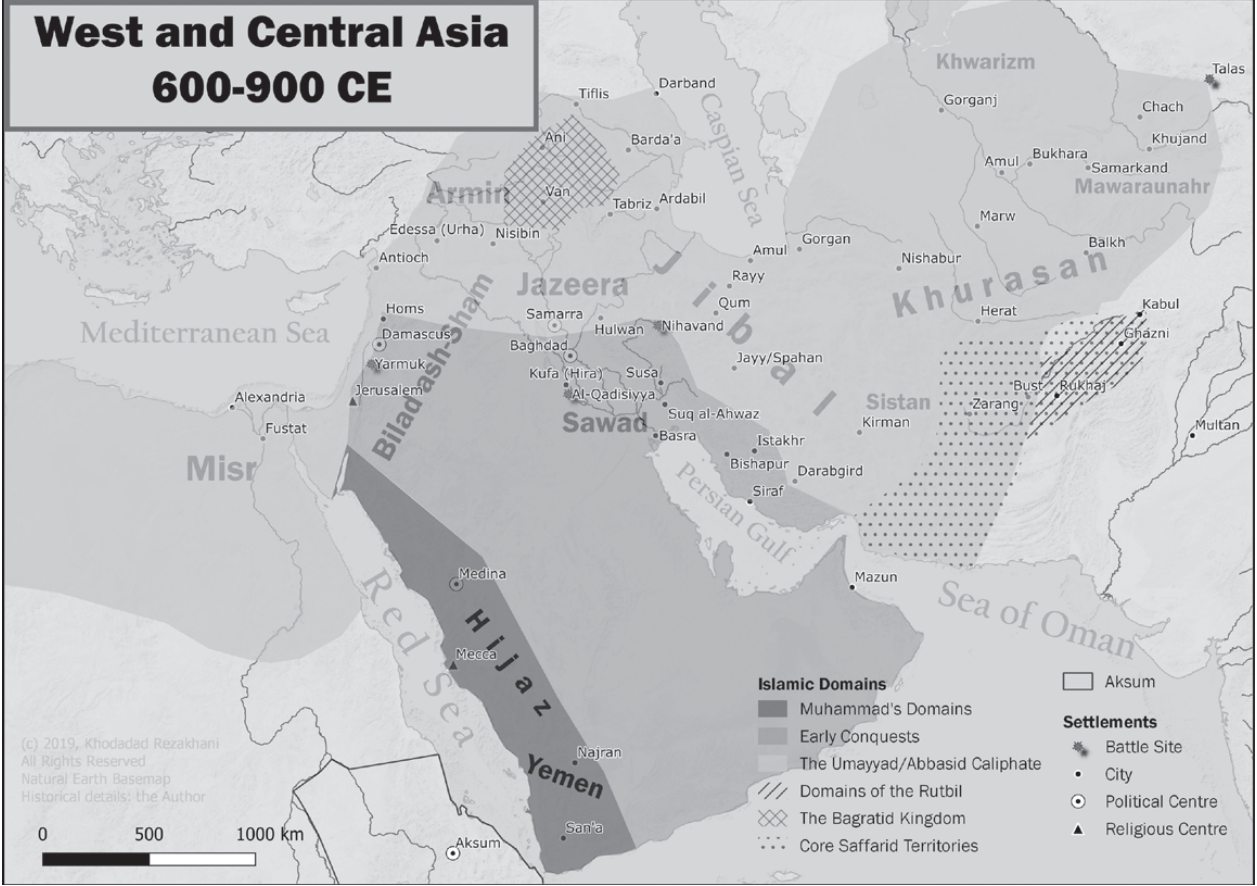 West and Central Asia
600-900 CE
Talas
Khwarizm
Darband
Tiflis
Gorganj
Chach
Caspian Sea
Ani
Barda'a
Khujand
Amul
Bukhara
Samarkand
Armin
Van
Mawaraunahr
Tabriz
Ardabil
Marw
Edessa (Urha)
Nisibin
Gorgan
Balkh
Antioch
Amul
Nishabur
Rayy
Khurasan
Jazeera
Jibal
Qum
Kabul
Homs
Samarra
Herat
Mediterranean Sea
Hulwan
Nihavand
Damascus
Ghazni
Baghdad
Bilad ash-Sham
Jayy/Spahan
Yarmuk
Kufa (Hira)
Susa
Bust
Rukhaj
Jerusalem
Al-Qadisiyya
Alexandria
Sistan
Zarang
Suq al-Ahwaz
Sawad
Fustat
Kirman
Multan
Basra
Istakhr
Misr
Bishapur
Darabgird
Siraf
Persian Gulf
Medina
Mazun
Red Sea
Sea of Oman
Hijaz
Mecca
Najran
Yemen
San'a
Aksum
Islamic Domains
Muhammad's Domains
Early Conquests
The Umayyad/Abbasid Caliphate
Domains of the Rutbil
The Bagratid Kingdom
Core Saffarid Territories
Aksum
Settlements
Battle Site
City
Political Centre
Religious Centre
(c) 2019, Khodadad Rezakhani
All Rights Reserved
Natural Earth Basemap
Historical details: the Author
0 500 1000 km